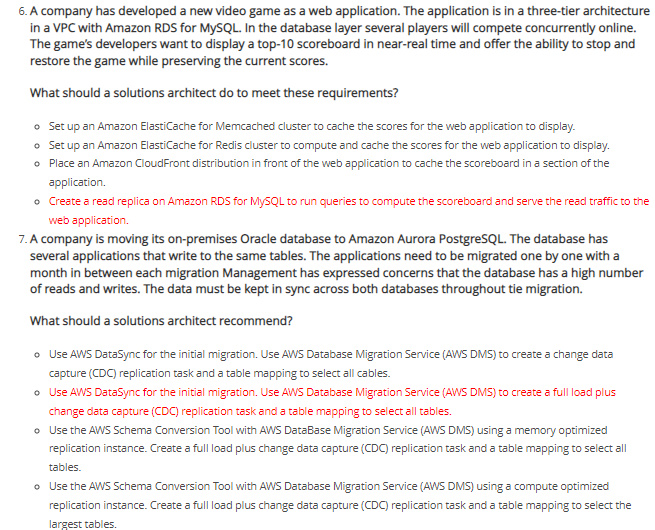 6. A company has developed a new video game as a web application. The application is in a three-tier architecture
in a VPC with Amazon RDS for MySQL. In the database layer several players will compete concurrently online.
The game's developers want to display a top-10 scoreboard in near-real time and offer the ability to stop and
restore the game while preserving the current scores.
What should a solutions architect do to meet these requirements?
○ Set up an Amazon ElastiCache for Memcached cluster to cache the scores for the web application to display.
○ Set up an Amazon ElastiCache for Redis cluster to compute and cache the scores for the web application to display.
○ Place an Amazon CloudFront distribution in front of the web application to cache the scoreboard in a section of the
application.
○ Create a read replica on Amazon RDS for MySQL to run queries to compute the scoreboard and serve the read traffic to the
web application.
7. A company is moving its on-premises Oracle database to Amazon Aurora PostgreSQL. The database has
several applications that write to the same tables. The applications need to be migrated one by one with a
month in between each migration Management has expressed concerns that the database has a high number
of reads and writes. The data must be kept in sync across both databases throughout tie migration.
What should a solutions architect recommend?
○ Use AWS DataSync for the initial migration. Use AWS Database Migration Service (AWS DMS) to create a change data
capture (CDC) replication task and a table mapping to select all cables.
○ Use AWS DataSync for the initial migration. Use AWS Database Migration Service (AWS DMS) to create a full load plus
change data capture (CDC) replication task and a table mapping to select all tables.
○ Use the AWS Schema Conversion Tool with AWS DataBase Migration Service (AWS DMS) using a memory optimized
replication instance. Create a full load plus change data capture (CDC) replication task and a table mapping to select all
tables.
○ Use the AWS Schema Conversion Tool with AWS DataBase Migration Service (AWS DMS) using a compute optimized
replication instance. Create a full load plus change data capture (CDC) replication task and a table mapping to select the
largest tables.